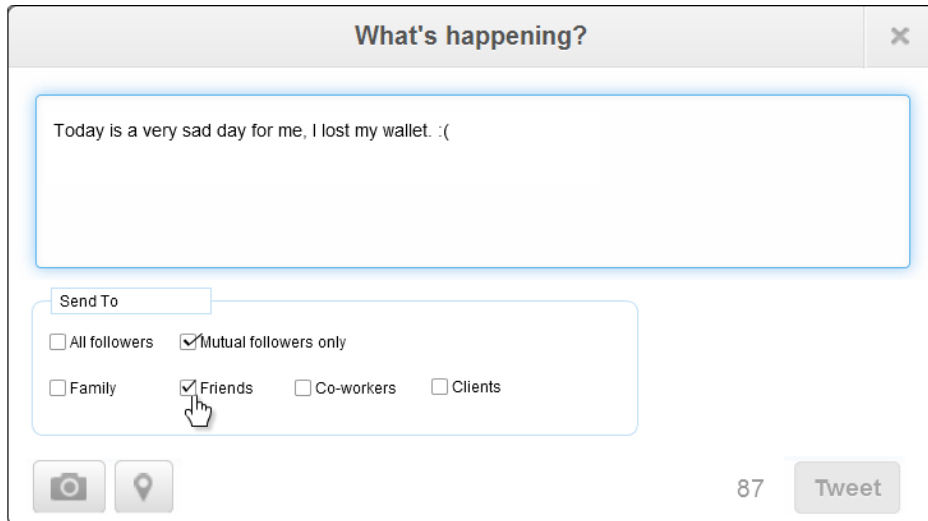 What's happening?
Today is a very sad day for me, I lost my wallet. :(
Send To
All followers Mutual followers only
Family Friends Co-workers Clients
87 Tweet